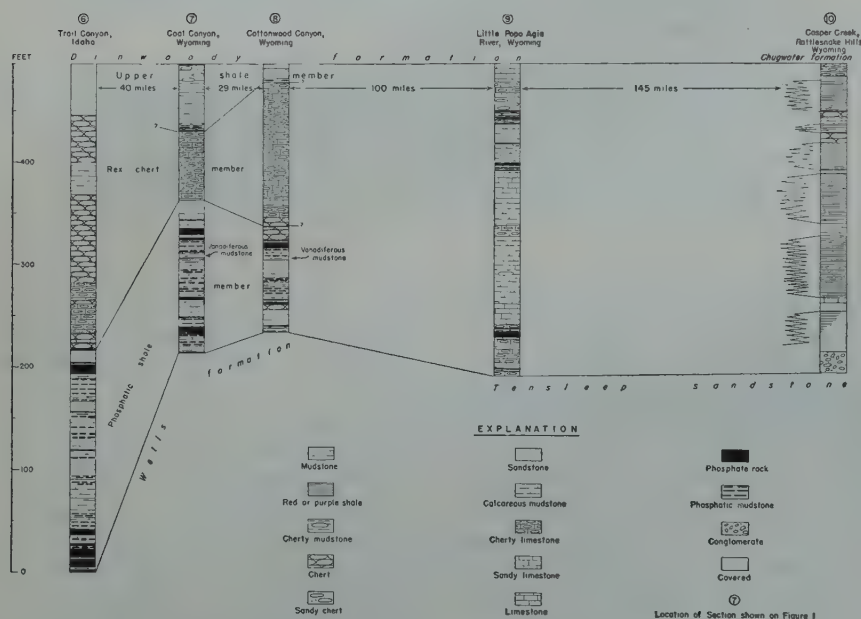 ⑥
Trail Canyon,
Idaho
⑦
Coal Canyon,
Wyoming
⑧
Cottonwood Canyon,
Wyoming
⑨
Little Popo Agie
River, Wyoming
⑩
Casper Creek,
Rattlesnake Hills
Wyoming
Chugwater formation
FEET
Dinwoody formation
Upper shale member
40 miles
29 miles
100 miles
145 miles
?
400
Rex chert member
300
Vanadiferous
mudstone
?
Vanadiferous
mudstone
Phosphatic shale member
200
Wells formation
Tensleep sandstone
100
0
EXPLANATION
Mudstone
Sandstone
Phosphate rock
Red or purple shale
Calcareous mudstone
Phosphatic mudstone
Cherty mudstone
Cherty limestone
Conglomerate
Chert
Sandy limestone
Covered
Sandy chert
Limestone
⑦
Location of Section shown on Figure 1